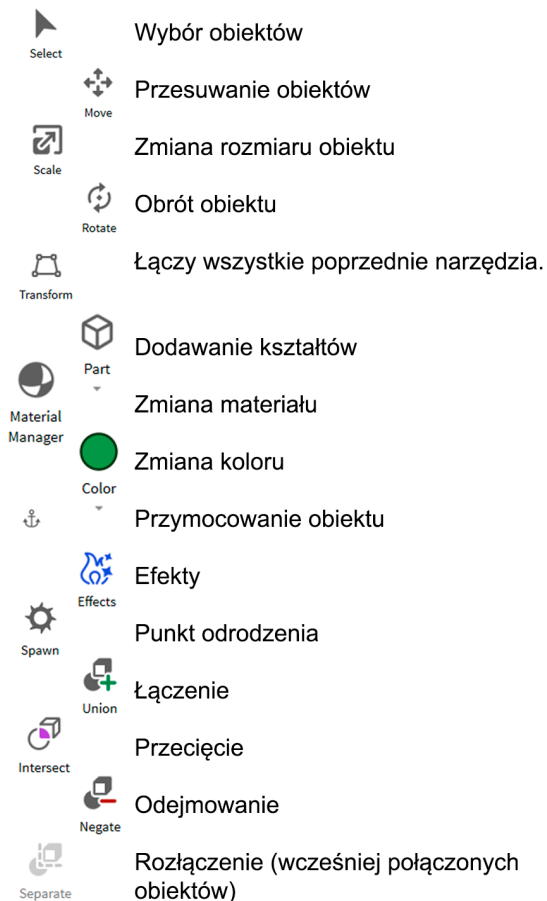 Select
Wybór obiektów
Move
Przesuwanie obiektów
Scale
Zmiana rozmiaru obiektu
Rotate
Obrót obiektu
Transform
Łączy wszystkie poprzednie narzędzia.
Part
Dodawanie kształtów
Material
Manager
Zmiana materiału
Color
Zmiana koloru
Przymocowanie obiektu
Effects
Efekty
Spawn
Punkt odrodzenia
Union
Łączenie
Intersect
Przecięcie
Negate
Odejmowanie
Separate
Rozłączenie (wcześniej połączonych
obiektów)